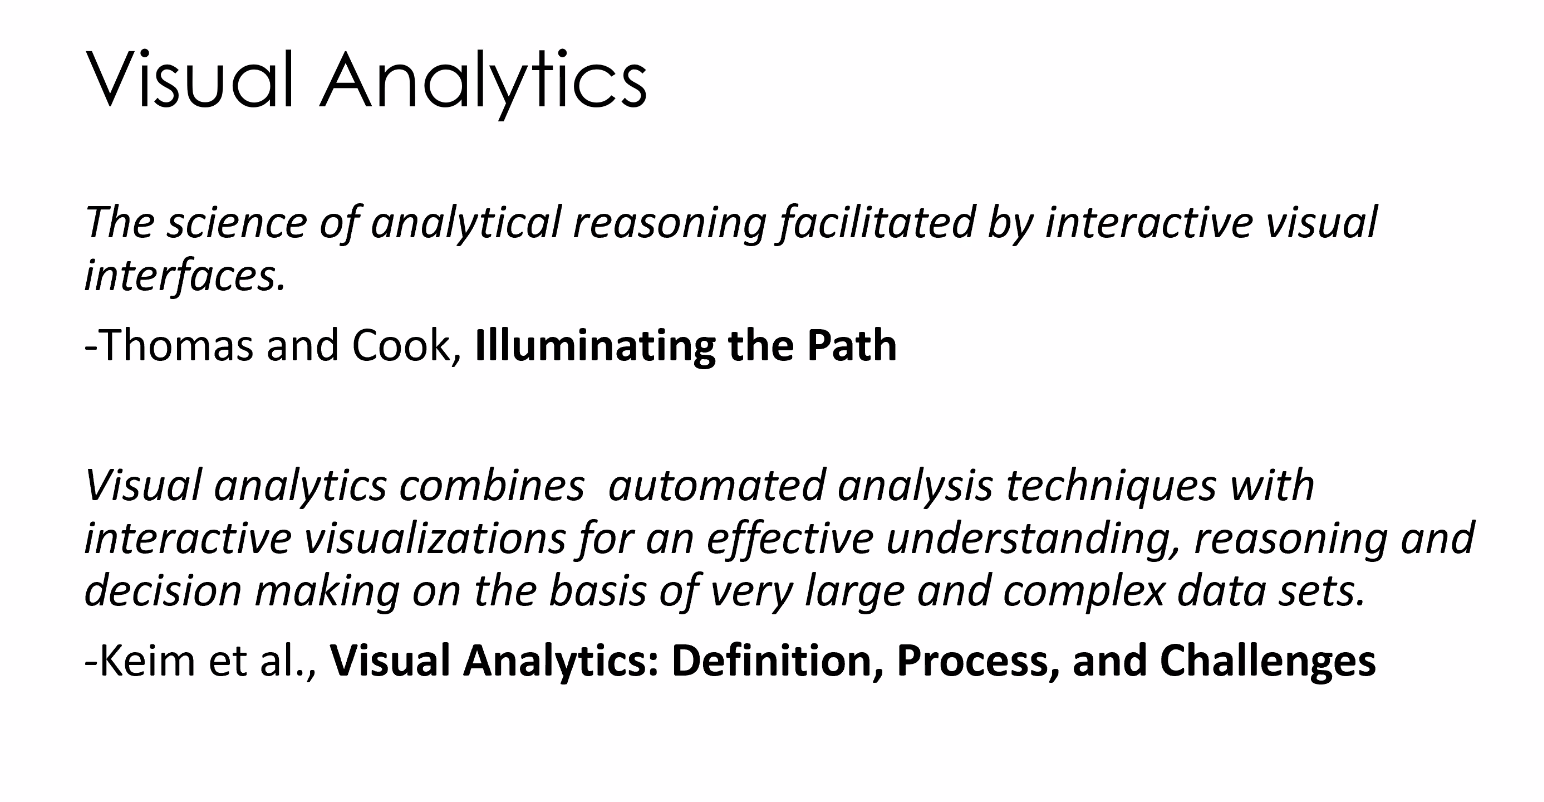 Visual Analytics
The science of analytical reasoning facilitated by interactive visual
interfaces.
-Thomas and Cook, Illuminating the Path
Visual analytics combines  automated analysis techniques with
interactive visualizations for an effective understanding, reasoning and
decision making on the basis of very large and complex data sets.
-Keim et al., Visual Analytics: Definition, Process, and Challenges